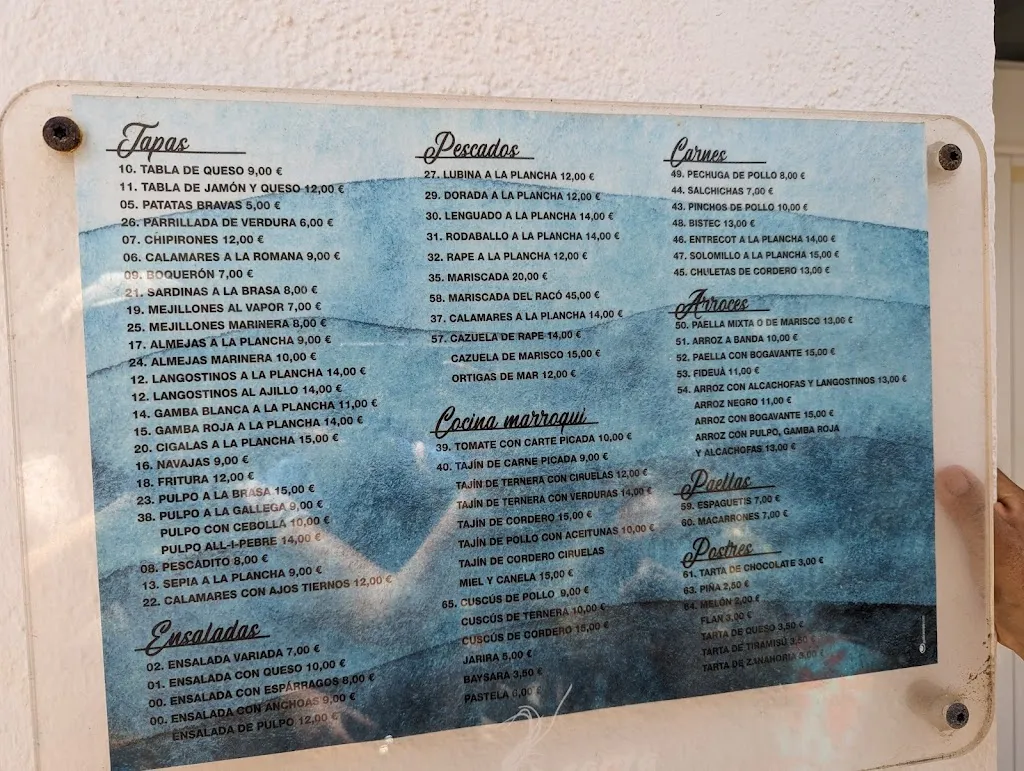 Tapas
10. TABLA DE QUESO 9,00 €
11. TABLA DE JAMÓN Y QUESO 12,00 €
05. PATATAS BRAVAS 5,00 €
26. PARRILLADA DE VERDURA 6,00 €
07. CHIPIRONES 12,00 €
06. CALAMARES A LA ROMANA 9,00 €
09. BOQUERÓN 7,00 €
21. SARDINAS A LA BRASA 8,00 €
19. MEJILLONES AL VAPOR 7,00 €
25. MEJILLONES MARINERA 8,00 €
17. ALMEJAS A LA PLANCHA 9,00 €
24. ALMEJAS MARINERA 10,00 €
12. LANGOSTINOS A LA PLANCHA 14,00 €
12. LANGOSTINOS AL AJILLO 14,00 €
14. GAMBA BLANCA A LA PLANCHA 11,00 €
15. GAMBA ROJA A LA PLANCHA 14,00 €
20. CIGALAS A LA PLANCHA 15,00 €
16. NAVAJAS 9,00 €
18. FRITURA 12,00 €
23. PULPO A LA BRASA 15,00 €
38. PULPO A LA GALLEGA 9,00 €
PULPO CON CEBOLLA 10,00 €
PULPO ALL-I-PEBRE 14,00 €
08. PESCADITO 8,00 €
13. SEPIA A LA PLANCHA 9,00 €
22. CALAMARES CON AJOS TIERNOS 12,00 €
Ensaladas
02. ENSALADA VARIADA 7,00 €
01. ENSALADA CON QUESO 10,00 €
00. ENSALADA CON ESPÁRRAGOS 8,00 €
00. ENSALADA CON ANCHOAS 9,00 €
ENSALADA DE PULPO 12,00 €
Pescados
27. LUBINA A LA PLANCHA 12,00 €
29. DORADA A LA PLANCHA 12,00 €
30. LENGUADO A LA PLANCHA 14,00 €
31. RODABALLO A LA PLANCHA 14,00 €
32. RAPE A LA PLANCHA 12,00 €
35. MARISCADA 20,00 €
58. MARISCADA DEL RACÓ 45,00 €
37. CALAMARES A LA PLANCHA 14,00 €
57. CAZUELA DE RAPE 14,00 €
CAZUELA DE MARISCO 15,00 €
ORTIGAS DE MAR 12,00 €
Cocina marroqui
39. TOMATE CON CARTE PICADA 10,00 €
40. TAJÍN DE CARNE PICADA 9,00 €
TAJÍN DE TERNERA CON CIRUELAS 12,00 €
TAJÍN DE TERNERA CON VERDURAS 14,00 €
TAJÍN DE CORDERO 15,00 €
TAJÍN DE POLLO CON ACEITUNAS 10,00 €
TAJÍN DE CORDERO CIRUELAS
MIEL Y CANELA 15,00 €
65. CUSCÚS DE POLLO 9,00 €
CUSCÚS DE TERNERA 10,00 €
CUSCÚS DE CORDERO 15,00 €
JARIRA 5,00 €
BAYSARA 3,50 €
PASTELA 6,00 €
Carnes
49. PECHUGA DE POLLO 8,00 €
44. SALCHICHAS 7,00 €
43. PINCHOS DE POLLO 10,00 €
48. BISTEC 13,00 €
46. ENTRECOT A LA PLANCHA 14,00 €
47. SOLOMILLO A LA PLANCHA 15,00 €
45. CHULETAS DE CORDERO 13,00 €
Arroces
50. PAELLA MIXTA O DE MARISCO 13,00 €
51. ARROZ A BANDA 10,00 €
52. PAELLA CON BOGAVANTE 15,00 €
53. FIDEUÀ 11,00 €
54. ARROZ CON ALCACHOFAS Y LANGOSTINOS 13,00 €
ARROZ NEGRO 11,00 €
ARROZ CON BOGAVANTE 15,00 €
ARROZ CON PULPO, GAMBA ROJA
Y ALCACHOFAS 13,00 €
Paellas
59. ESPAGUETIS 7,00 €
60. MACARRONES 7,00 €
Postres
61. TARTA DE CHOCOLATE 3,00 €
63. PIÑA 2,50 €
64. MELÓN 2,00 €
FLAN 3,00 €
TARTA DE QUESO 3,50 €
TARTA DE TIRAMISÚ 3,50 €
TARTA DE ZANAHORIA 3,00 €